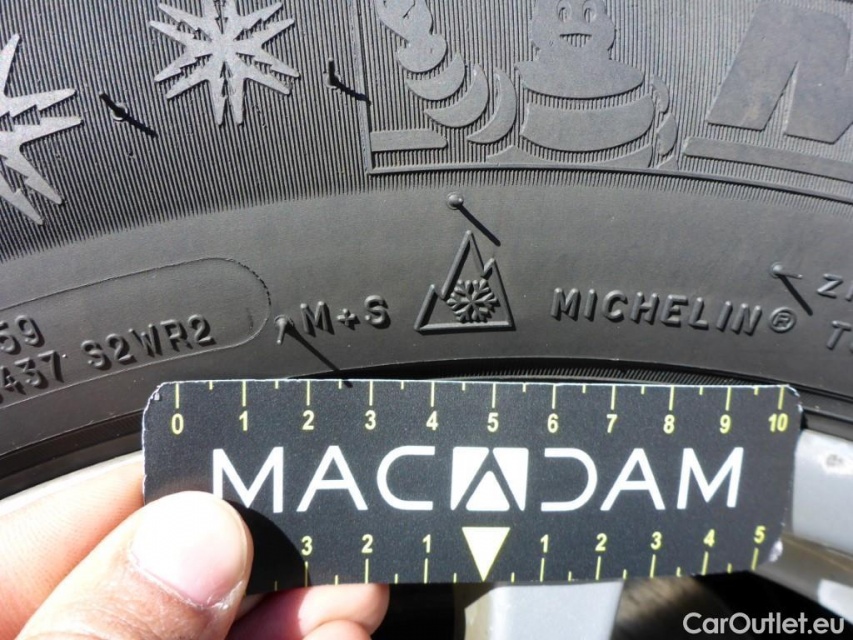 59
437 S2WR2
M+S
MICHELIN®
0 1 2 3 4 5 6 7 8 9 10
MACADAM
3 2 1 1 2 3 4 5
CarOutlet.eu